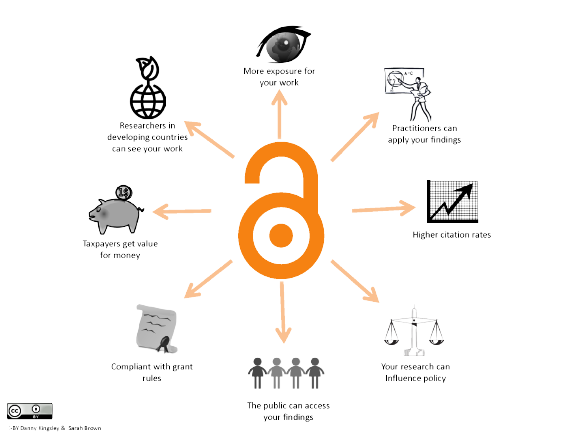 More exposure for
your work
Practitioners can
apply your findings
Higher citation rates
Your research can
Influence policy
The public can access
your findings
Compliant with grant
rules
Taxpayers get value
for money
Researchers in
developing countries
can see your work
cc
BY
-BY Danny Kingsley & Sarah Brown